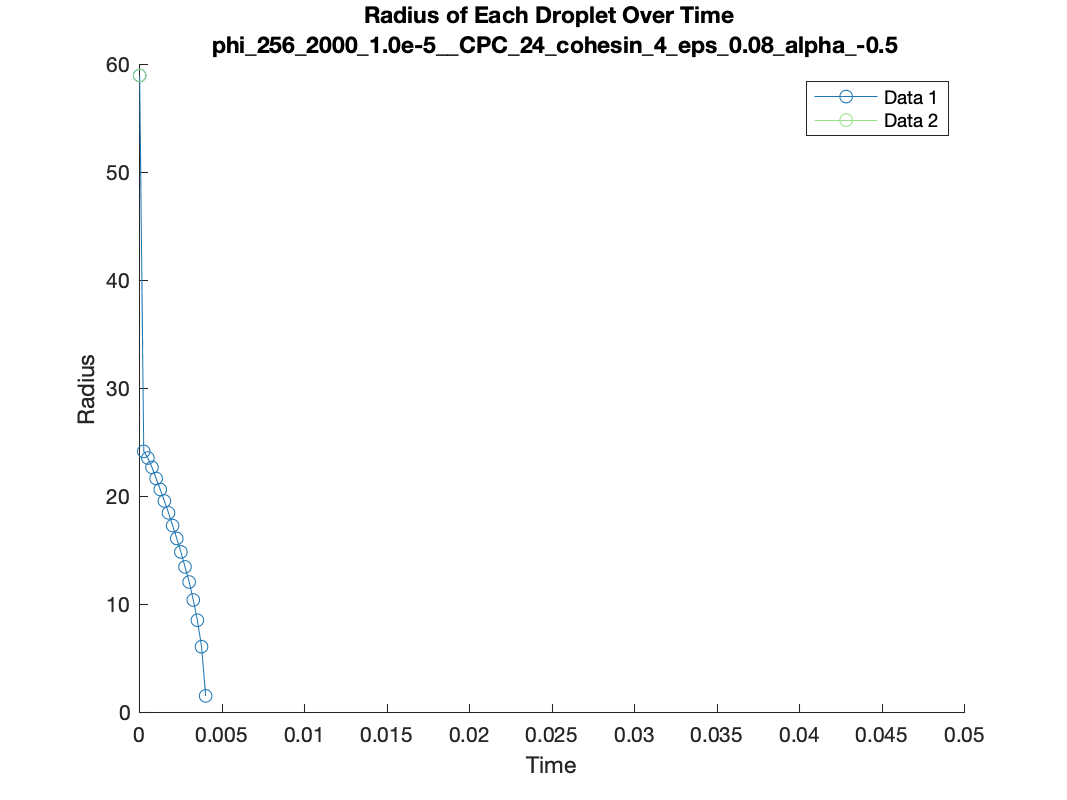 Radius of Each Droplet Over Time
phi_256_2000_1.0e-5__CPC_24_cohesin_4_eps_0.08_alpha_-0.5
60
50
40
30
20
10
0
Radius
Data 1
Data 2
0 0.005 0.01 0.015 0.02 0.025 0.03 0.035 0.04 0.045 0.05
Time